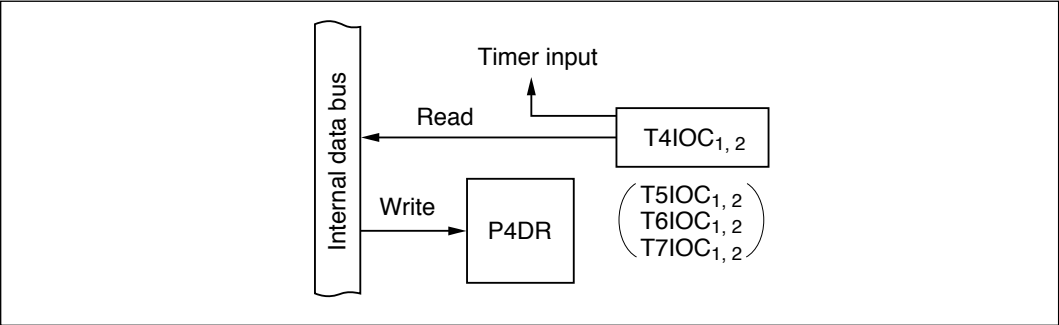 Internal data bus
Timer input
Read
T4IOC1, 2
Write
P4DR
(T5IOC1, 2
T6IOC1, 2
T7IOC1, 2)